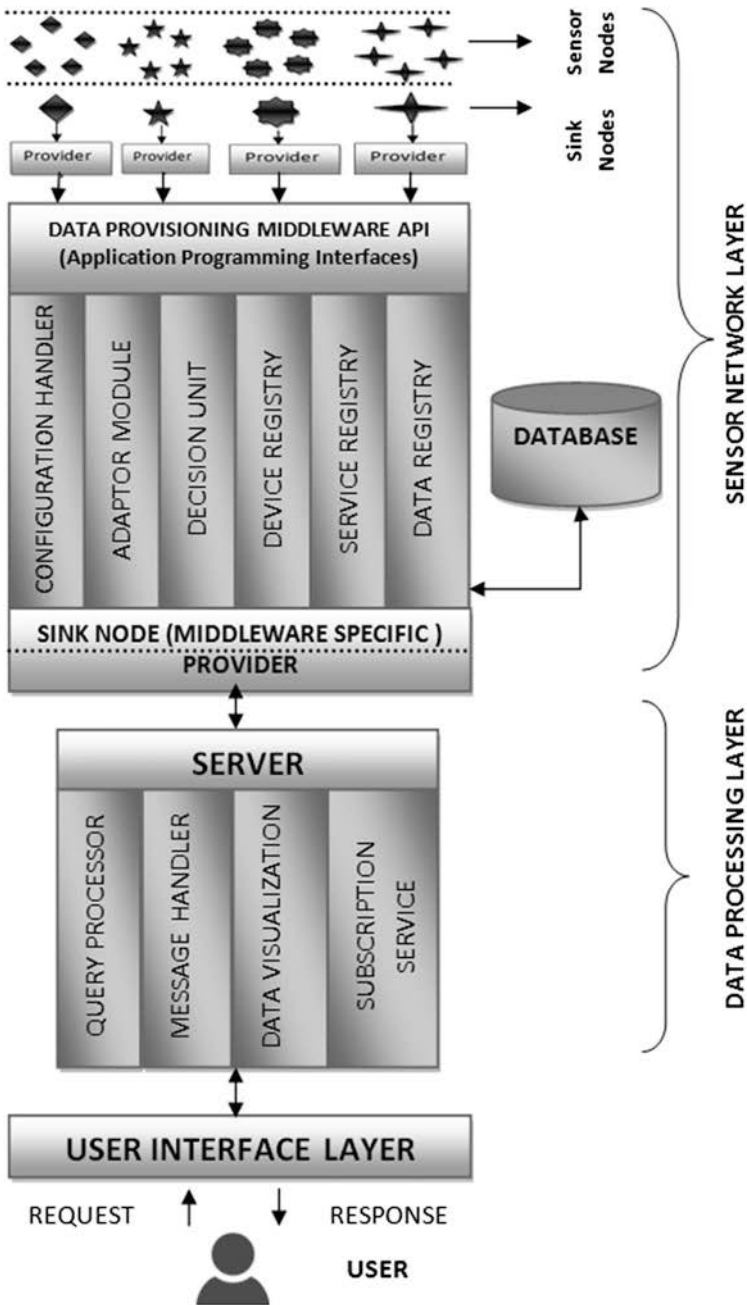 Sensor
Nodes
Sink
Nodes
Provider
Provider
Provider
Provider
DATA PROVISIONING MIDDLEWARE API
(Application Programming Interfaces)
CONFIGURATION HANDLER
ADAPTOR MODULE
DECISION UNIT
DEVICE REGISTRY
SERVICE REGISTRY
DATA REGISTRY
DATABASE
SENSOR NETWORK LAYER
SINK NODE (MIDDLEWARE SPECIFIC )
PROVIDER
SERVER
QUERY PROCESSOR
MESSAGE HANDLER
DATA VISUALIZATION
SUBSCRIPTION
SERVICE
DATA PROCESSING LAYER
USER INTERFACE LAYER
REQUEST
RESPONSE
USER